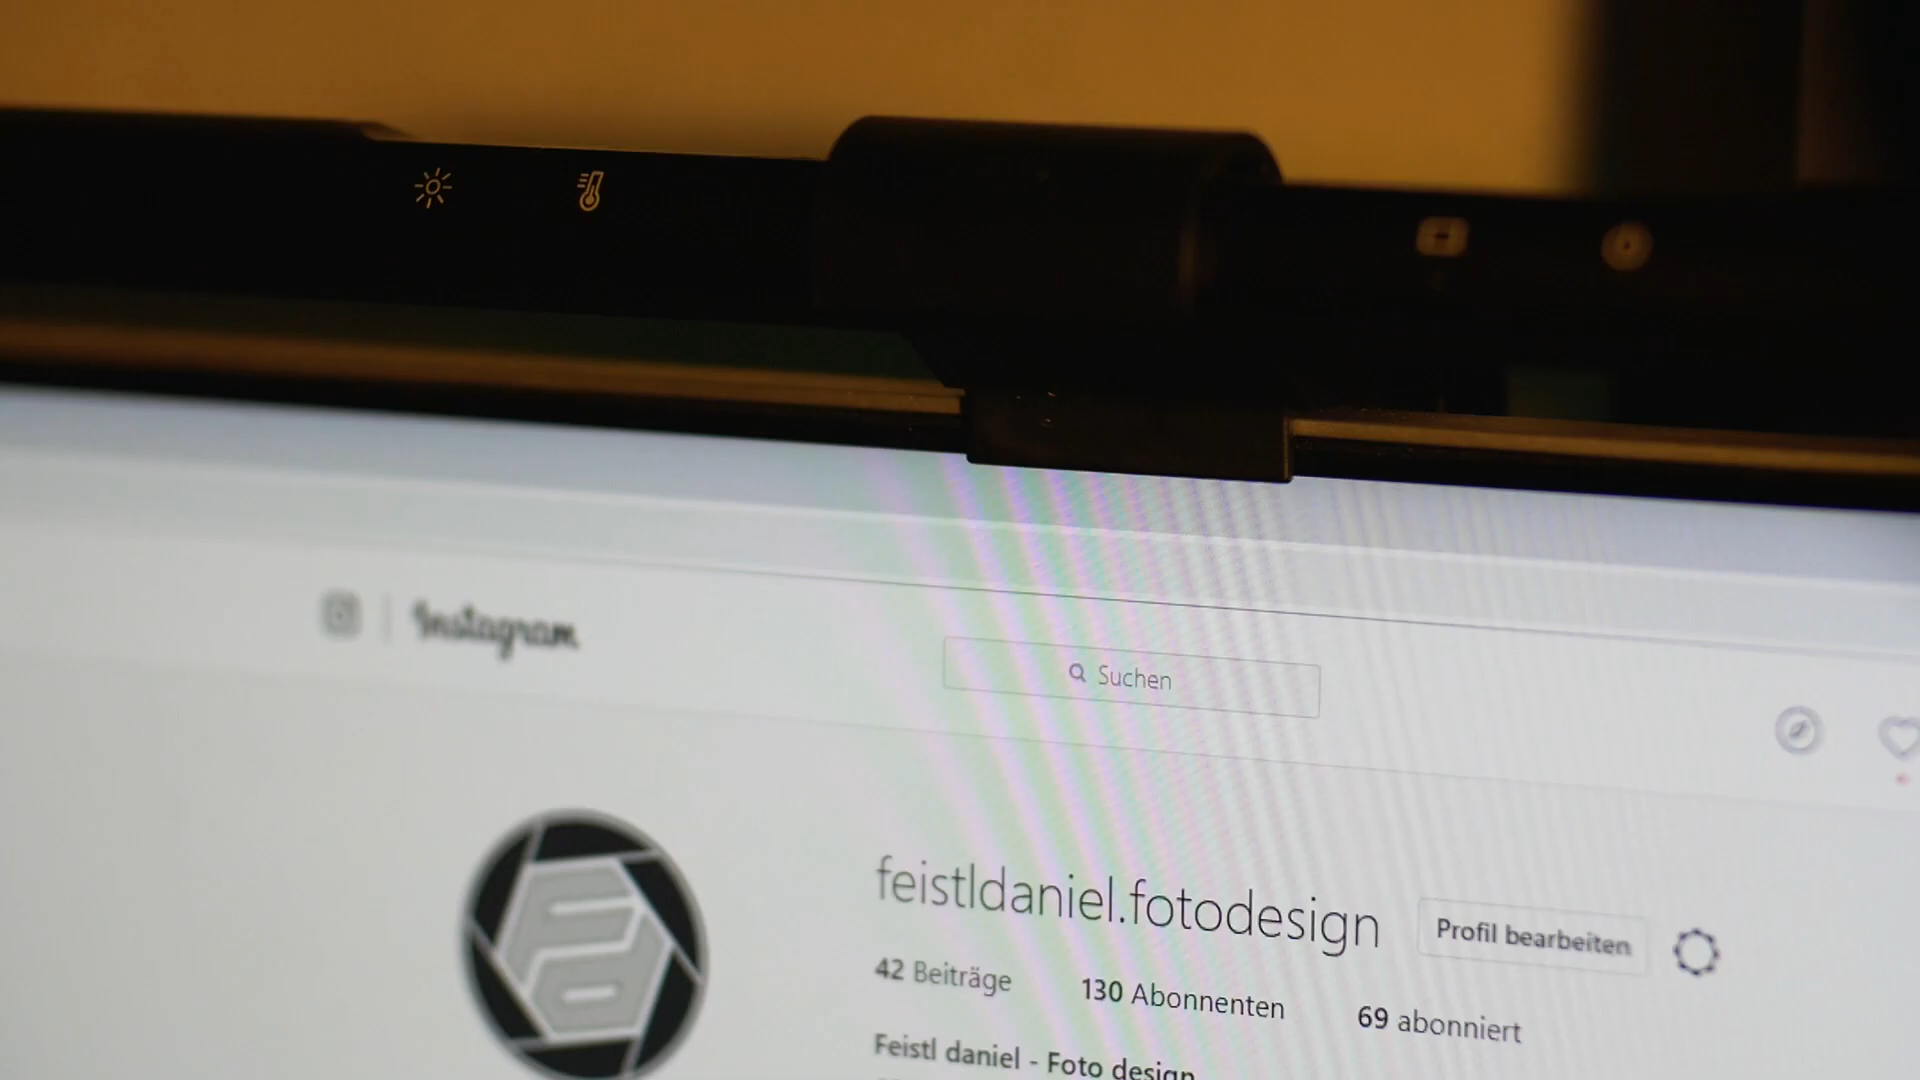 Instagram
Suchen
feistldaniel.fotodesign
Profil bearbeiten
42 Beiträge 130 Abonnenten 69 abonniert
Feistl daniel - Foto design